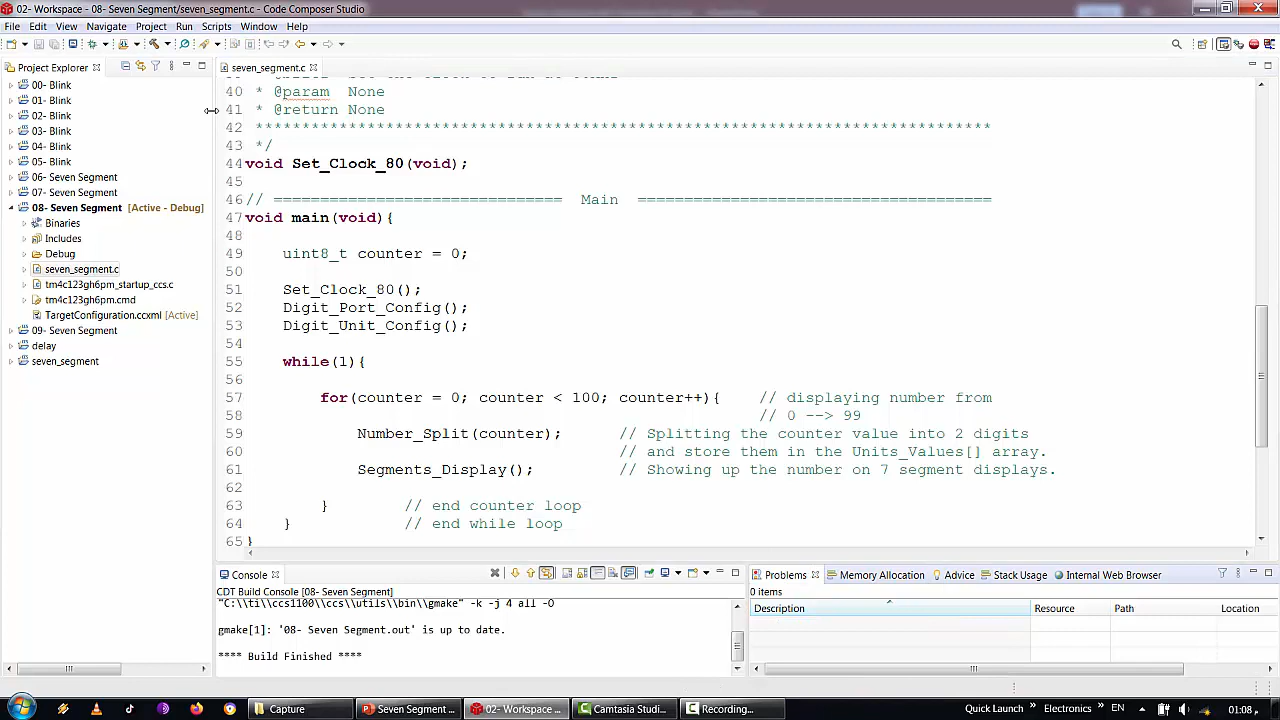 02- Workspace - 08- Seven Segment/seven_segment.c - Code Composer Studio
File Edit View Navigate Project Run Scripts Window Help
Project Explorer
seven_segment.c
00- Blink
01- Blink
02- Blink
03- Blink
04- Blink
05- Blink
06- Seven Segment
07- Seven Segment
08- Seven Segment [Active - Debug]
Binaries
Includes
Debug
seven_segment.c
tm4c123gh6pm_startup_ccs.c
tm4c123gh6pm.cmd
TargetConfiguration.ccxml [Active]
09- Seven Segment
delay
seven_segment
40 * @param None
41 * @return None
42 *******************************************************************************
43 */
44 void Set_Clock_80(void);
45
46 // =============================== Main ======================================
47 void main(void){
48
49 uint8_t counter = 0;
50
51 Set_Clock_80();
52 Digit_Port_Config();
53 Digit_Unit_Config();
54
55 while(1){
56
57 for(counter = 0; counter < 100; counter++){ // displaying number from
58 // 0 --> 99
59 Number_Split(counter); // Splitting the counter value into 2 digits
60 // and store them in the Units_Values[] array.
61 Segments_Display(); // Showing up the number on 7 segment displays.
62
63 } // end counter loop
64 } // end while loop
65 }
Console
CDT Build Console [08- Seven Segment]
"C:\\ti\\ccs1100\\ccs\\utils\\bin\\gmake" -k -j 4 all -O
gmake[1]: '08- Seven Segment.out' is up to date.
**** Build Finished ****
Problems Memory Allocation Advice Stack Usage Internal Web Browser
0 items
Description Resource Path Location
Capture Seven Segment ... 02- Workspace ... Camtasia Studi... Recording...
Quick Launch » Electronics » EN 01:08 م